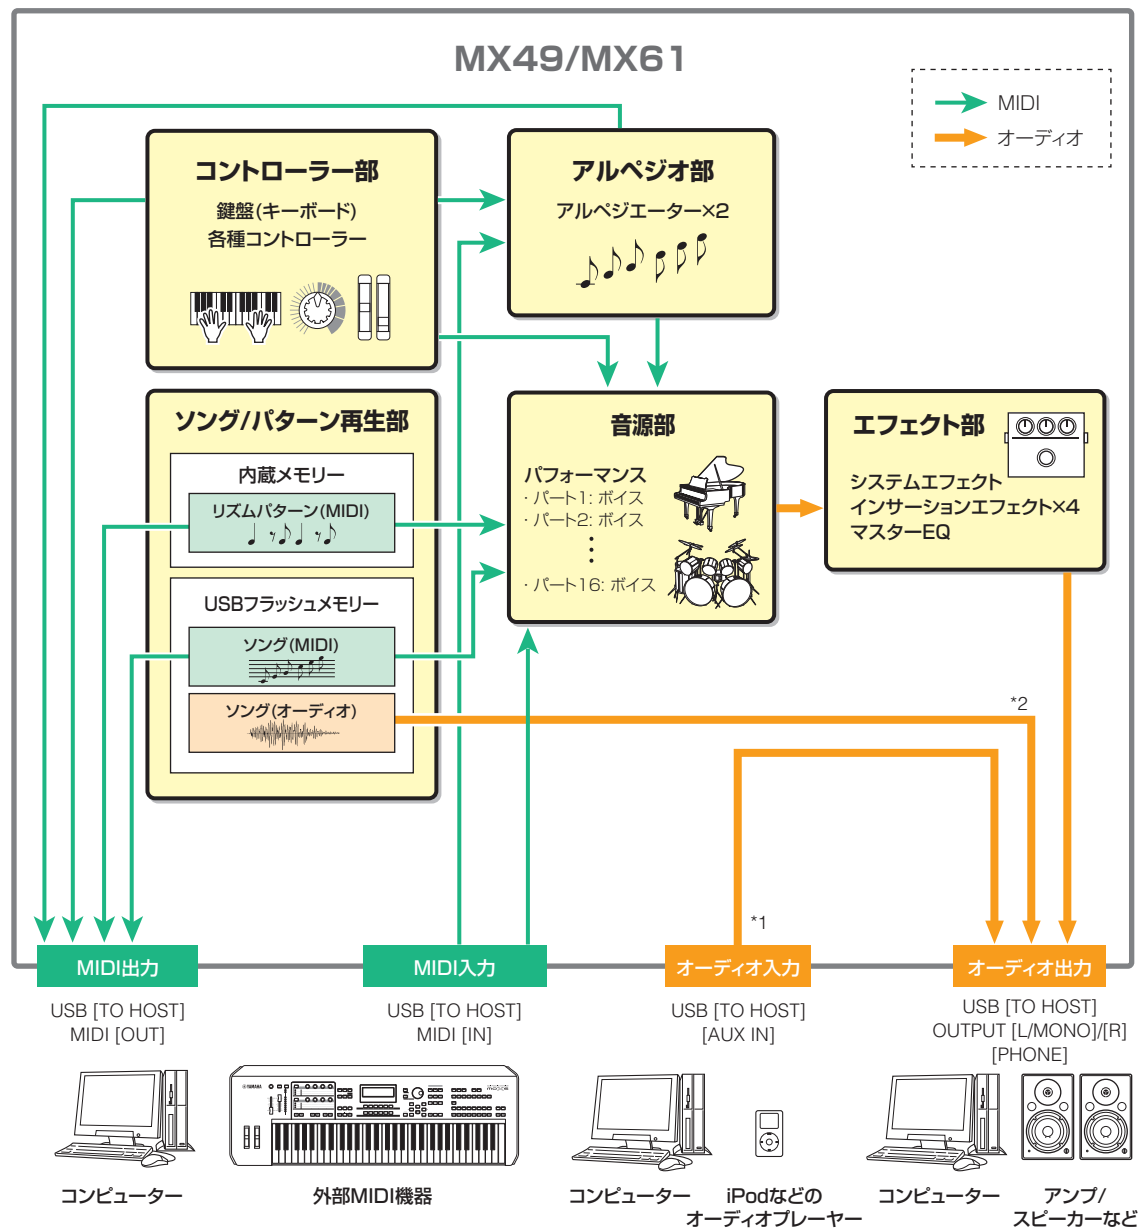 MX49/MX61
MIDI
オーディオ
コントローラー部
鍵盤(キーボード)
各種コントローラー
アルペジオ部
アルペジエーター×2
ソング/パターン再生部
内蔵メモリー
リズムパターン(MIDI)
USBフラッシュメモリー
ソング(MIDI)
ソング(オーディオ)
音源部
パフォーマンス
・パート1: ボイス
・パート2: ボイス
・パート16: ボイス
エフェクト部
システムエフェクト
インサーションエフェクト×4
マスターEQ
*2
*1
MIDI出力
USB [TO HOST]
MIDI [OUT]
MIDI入力
USB [TO HOST]
MIDI [IN]
オーディオ入力
USB [TO HOST]
[AUX IN]
オーディオ出力
USB [TO HOST]
OUTPUT [L/MONO]/[R]
[PHONE]
YAMAHA
コンピューター
外部MIDI機器
コンピューター
iPodなどの
オーディオプレーヤー
コンピューター
アンプ/
スピーカーなど